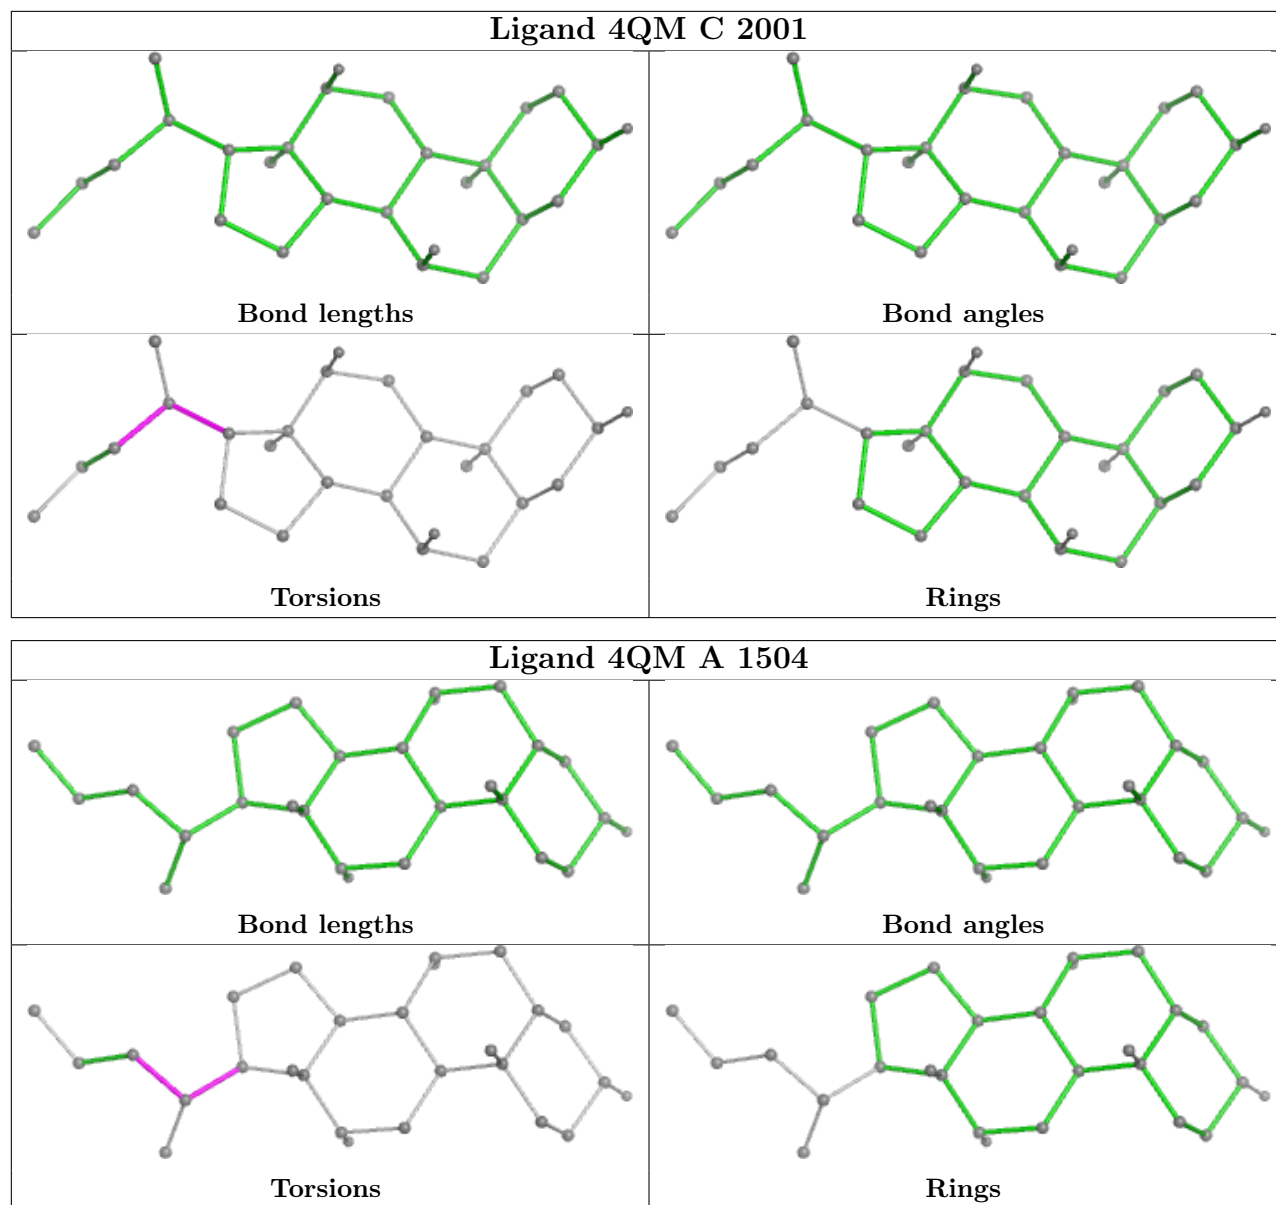 Ligand 4QM C 2001
Bond lengths
Bond angles
Torsions
Rings
Ligand 4QM A 1504
Bond lengths
Bond angles
Torsions
Rings